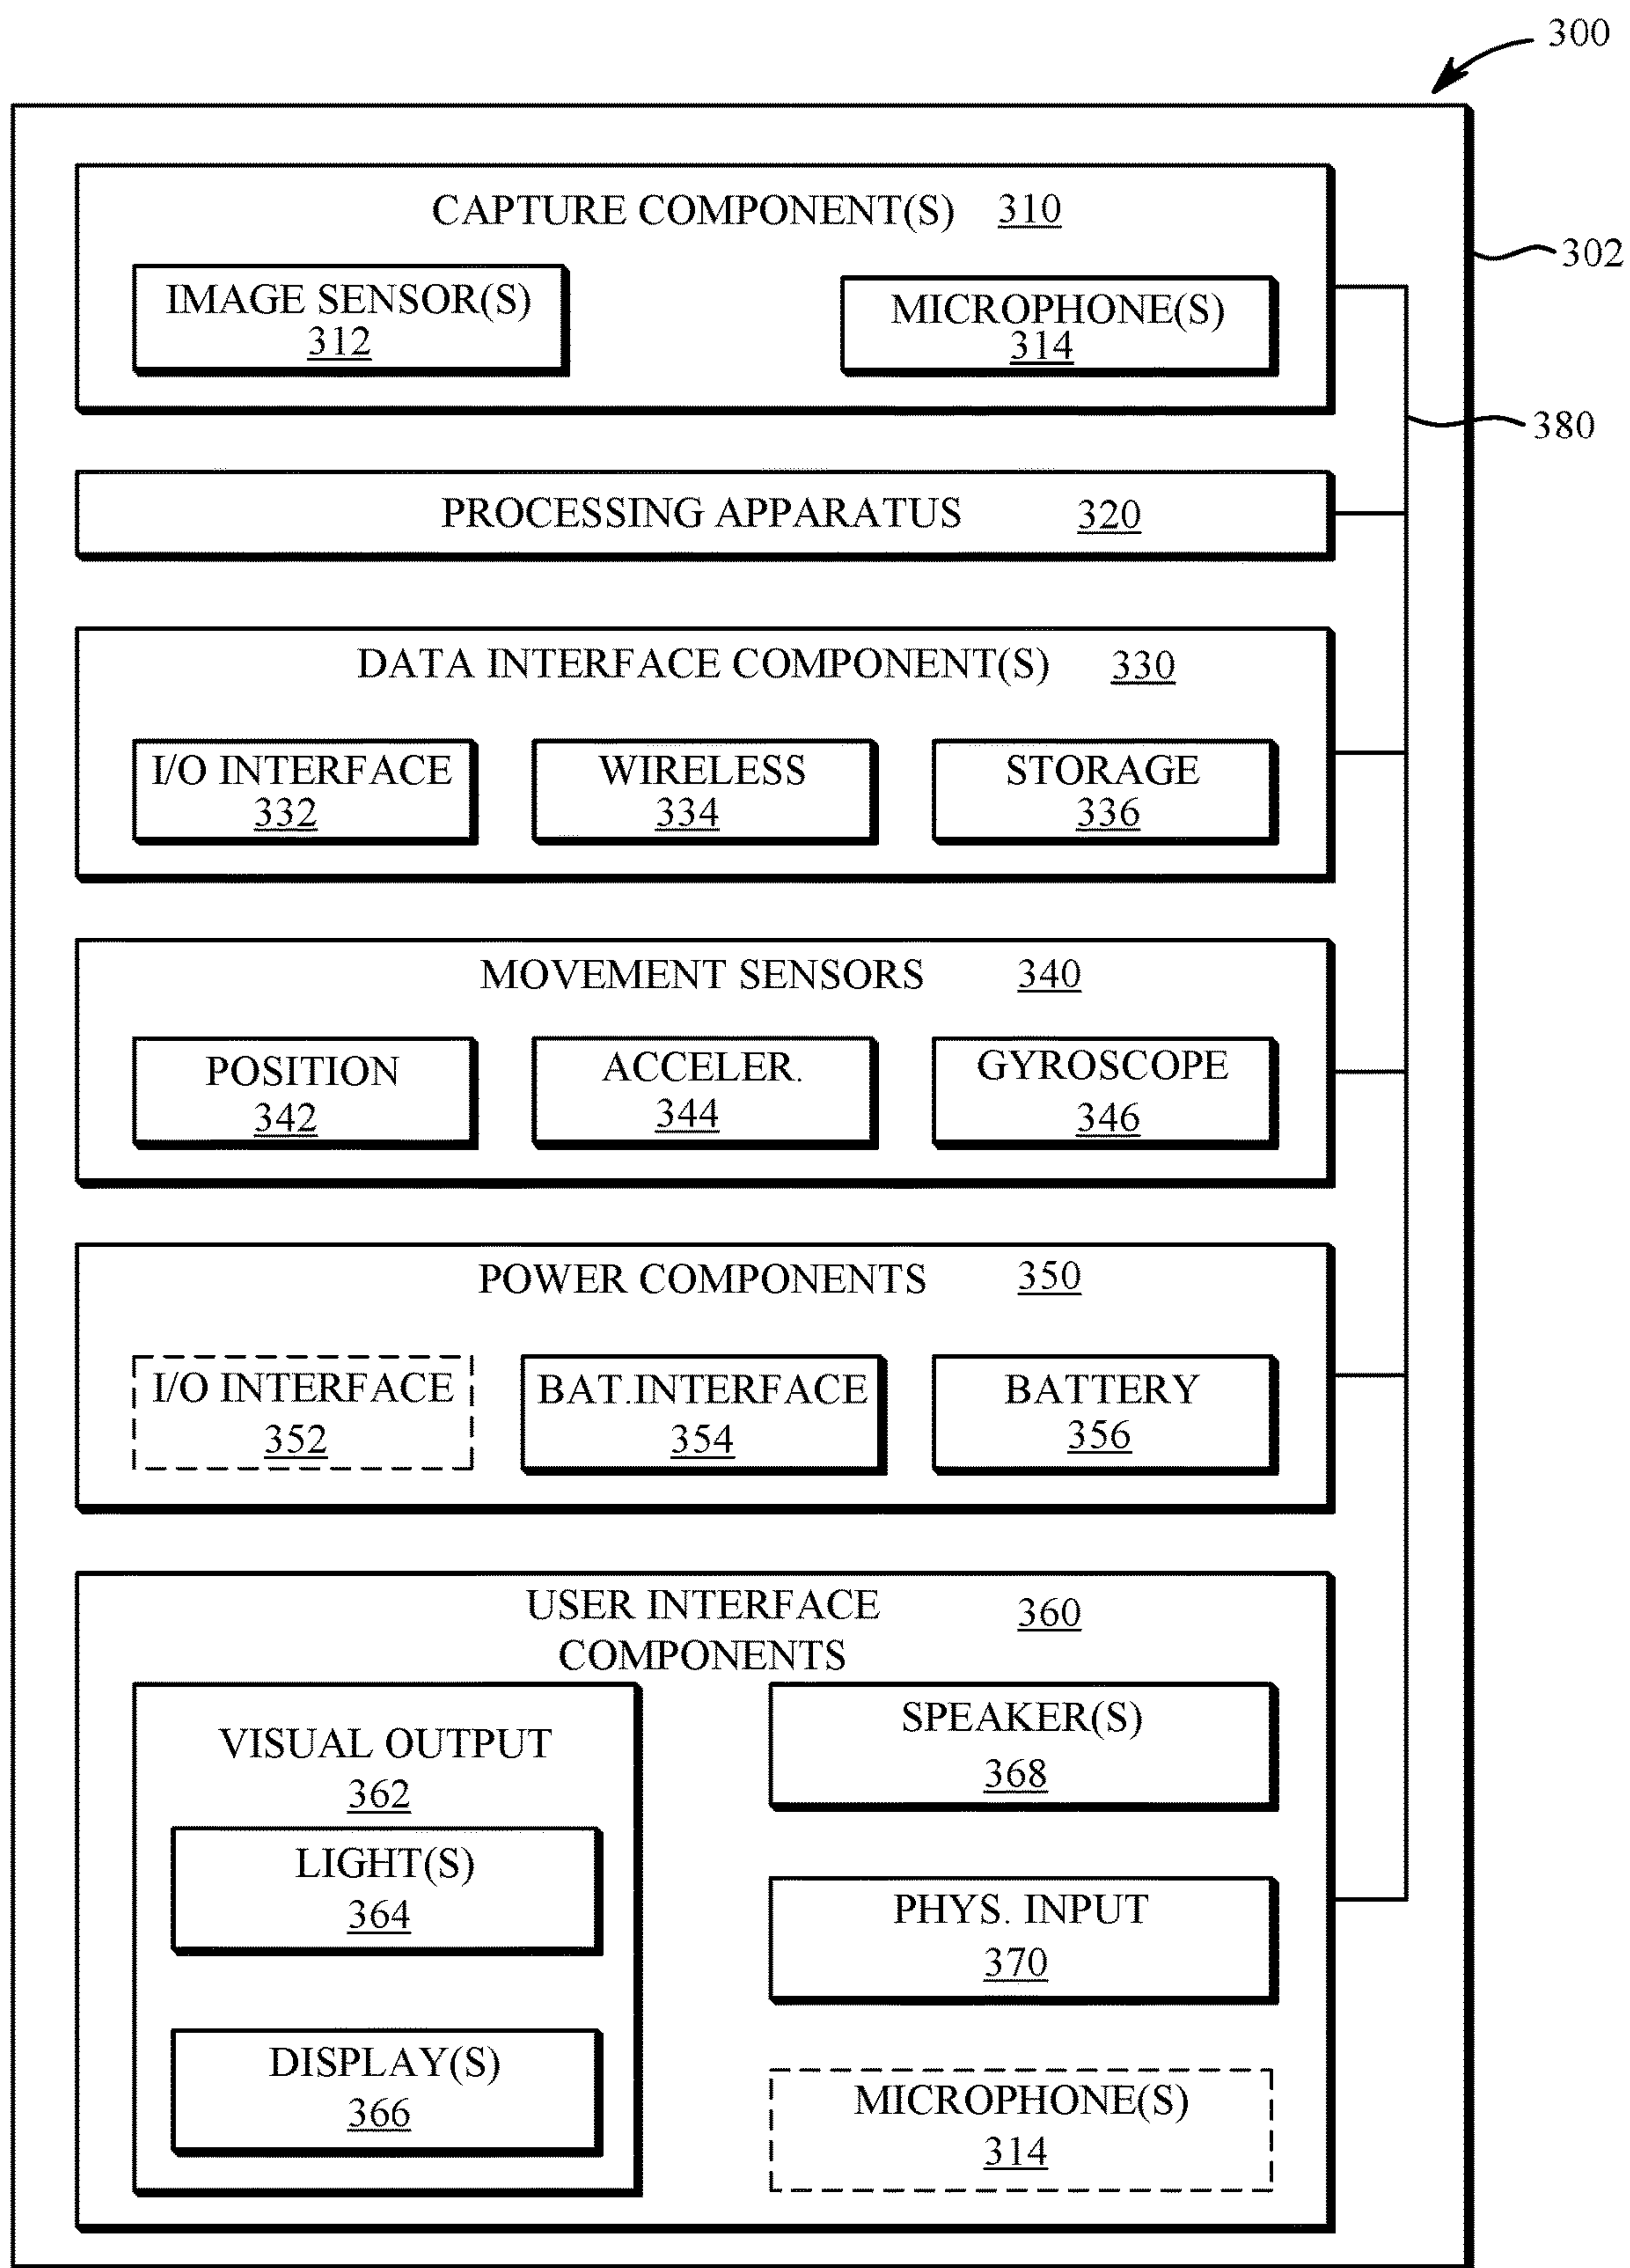 300
302
CAPTURE COMPONENT(S) 310
IMAGE SENSOR(S)
312
MICROPHONE(S)
314
380
PROCESSING APPARATUS 320
DATA INTERFACE COMPONENT(S) 330
I/O INTERFACE
332
WIRELESS
334
STORAGE
336
MOVEMENT SENSORS 340
POSITION
342
ACCELER.
344
GYROSCOPE
346
POWER COMPONENTS 350
I/O INTERFACE
352
BAT.INTERFACE
354
BATTERY
356
USER INTERFACE 360
COMPONENTS
VISUAL OUTPUT
362
LIGHT(S)
364
DISPLAY(S)
366
SPEAKER(S)
368
PHYS. INPUT
370
MICROPHONE(S)
314